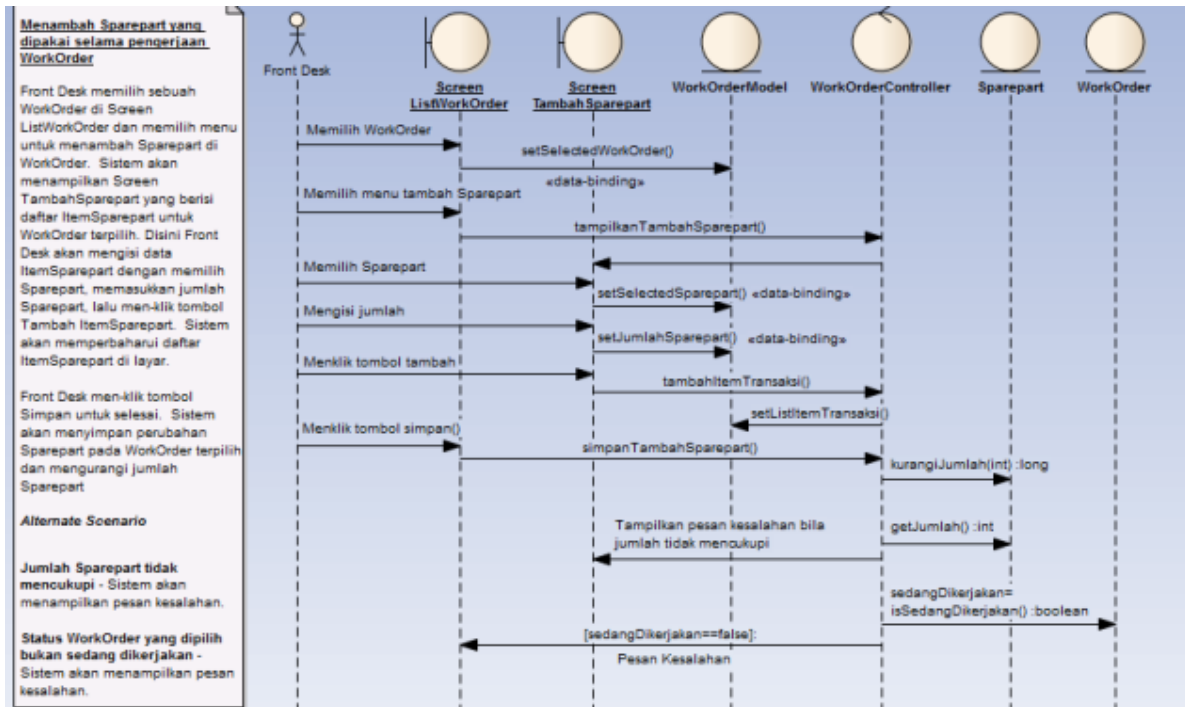 Menambah Sparepart yang
dipakai selama pengerjaan
WorkOrder
Front Desk memilih sebuah
WorkOrder di Screen
ListWorkOrder dan memilih menu
untuk menambah Sparepart di
WorkOrder. Sistem akan
menampilkan Screen
TambahSparepart yang berisi
daftar ItemSparepart untuk
WorkOrder terpilih. Disini Front
Desk akan mengisi data
ItemSparepart dengan memilih
Sparepart, memasukkan jumlah
Sparepart, lalu men-klik tombol
Tambah ItemSparepart. Sistem
akan memperbaharui daftar
ItemSparepart di layar.
Front Desk men-klik tombol
Simpan untuk selesai. Sistem
akan menyimpan perubahan
Sparepart pada WorkOrder terpilih
dan mengurangi jumlah
Sparepart
Alternate Scenario
Jumlah Sparepart tidak
mencukupi - Sistem akan
menampilkan pesan kesalahan.
Status WorkOrder yang dipilih
bukan sedang dikerjakan -
Sistem akan menampilkan pesan
kesalahan.
Front Desk
Screen
ListWorkOrder
Screen
TambahSparepart
WorkOrderModel
WorkOrderController
Sparepart
WorkOrder
Memilih WorkOrder
setSelectedWorkOrder()
«data-binding»
Memilih menu tambah Sparepart
tampilkanTambahSparepart()
Memilih Sparepart
setSelectedSparepart() «data-binding»
Mengisi jumlah
setJumlahSparepart() «data-binding»
Menklik tombol tambah
tambahItemTransaksi()
setListItemTransaksi()
Menklik tombol simpan()
simpanTambahSparepart()
kurangiJumlah(int) :long
Tampilkan pesan kesalahan bila
jumlah tidak mencukupi
getJumlah() :int
sedangDikerjakan=
isSedangDikerjakan() :boolean
[sedangDikerjakan==false]:
Pesan Kesalahan